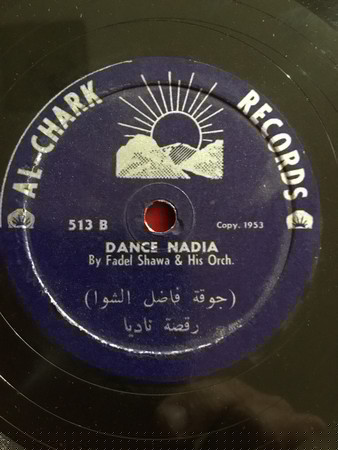 AL-CHARK RECORDS
513 B
Copy. 1953
DANCE NADIA
By Fadel Shawa & His Orch.
(جوقة فاضل الشوا)
رقصة ناديا